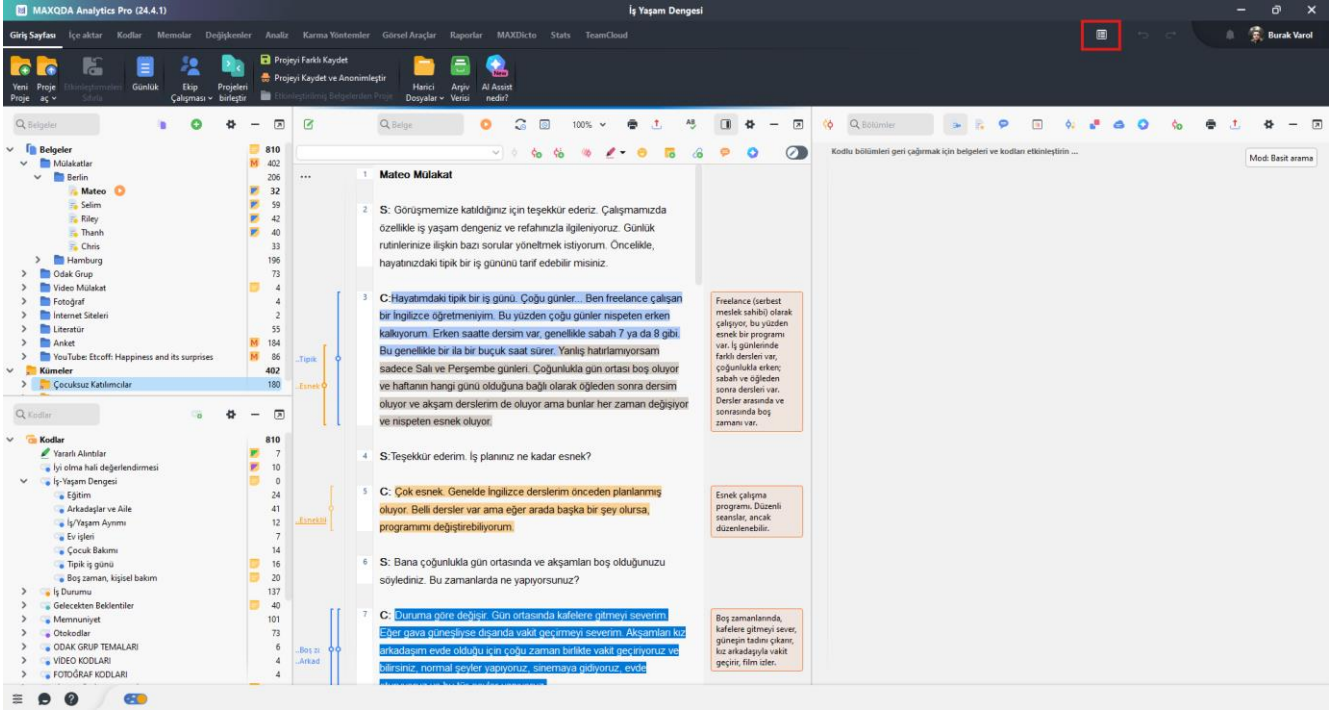 MAXQDA Analytics Pro (24.4.1)
İş Yaşam Dengesi
Giriş Sayfası İçe aktar Kodlar Memolar Değişkenler Analiz Karma Yöntemler Görsel Araçlar Raporlar MAXDicto Stats TeamCloud
Burak Varol
Yeni Proje
Proje aç
Günlük
Ekip Çalışması
Projeleri birleştir
Projeyi Farklı Kaydet
Projeyi Kaydet ve Anonimleştir
Harici Dosyalar
Arşiv Verisi
AI Assist nedir?
New
Belgeler
Belgeler 810
Mülakatlar 402
Berlin 206
Mateo 32
Selim 59
Riley 42
Thanh 40
Chris 33
Hamburg 196
Odak Grup 73
Video Mülakat 4
Fotoğraf 4
İnternet Siteleri 2
Literatür 55
Anket 184
YouTube: Etcoff: Happiness and its surprises 86
Kümeler 402
Çocuksuz Katılımcılar 180
Kodlar
Kodlar 810
Yararlı Alıntılar 7
İyi olma hali değerlendirmesi 10
İş-Yaşam Dengesi 0
Eğitim 24
Arkadaşlar ve Aile 41
İş/Yaşam Ayrımı 12
Ev işleri 7
Çocuk Bakımı 14
Tipik iş günü 16
Boş zaman, kişisel bakım 20
İş Durumu 137
Gelecekten Beklentiler 40
Memnuniyet 101
Otokodlar 73
ODAK GRUP TEMALARI 6
VİDEO KODLARI 4
FOTOĞRAF KODLARI 4
Belge
100%
1 Mateo Mülakat
2 S: Görüşmemize katıldığınız için teşekkür ederiz. Çalışmamızda
özellikle iş yaşam dengeniz ve refahınızla ilgileniyoruz. Günlük
rutinlerinize ilişkin bazı sorular yöneltmek istiyorum. Öncelikle,
hayatınızdaki tipik bir iş gününü tarif edebilir misiniz.
3 C:Hayatımdaki tipik bir iş günü. Çoğu günler... Ben freelance çalışan
bir İngilizce öğretmeniyim. Bu yüzden çoğu günler nispeten erken
kalkıyorum. Erken saatte dersim var, genellikle sabah 7 ya da 8 gibi.
Bu genellikle bir ila bir buçuk saat sürer. Yanlış hatırlamıyorsam
sadece Salı ve Perşembe günleri. Çoğunlukla gün ortası boş oluyor
ve haftanın hangi günü olduğuna bağlı olarak öğleden sonra dersim
oluyor ve akşam derslerim de oluyor ama bunlar her zaman değişiyor
ve nispeten esnek oluyor.
..Tipik
..Esnek
4 S:Teşekkür ederim. İş planınız ne kadar esnek?
5 C: Çok esnek. Genelde İngilizce derslerim önceden planlanmış
oluyor. Belli dersler var ama eğer arada başka bir şey olursa,
programımı değiştirebiliyorum.
6 S: Bana çoğunlukla gün ortasında ve akşamları boş olduğunuzu
söylediniz. Bu zamanlarda ne yapıyorsunuz?
7 C: Duruma göre değişir. Gün ortasında kafelere gitmeyi severim.
Eğer gava güneşliyse dışarıda vakit geçirmeyi severim. Akşamları kız
arkadaşım evde olduğu için çoğu zaman birlikte vakit geçiriyoruz ve
bilirsiniz, normal şeyler yapıyoruz, sinemaya gidiyoruz, evde
..Boş zı
..Arkad
Freelance (serbest
meslek sahibi) olarak
çalışıyor, bu yüzden
esnek bir programı
var. İş günlerinde
farklı dersleri var,
çoğunlukla erken;
sabah ve öğleden
sonra dersleri var.
Dersler arasında ve
sonrasında boş
zamanı var.
Esnek çalışma
programı. Düzenli
seanslar, ancak
düzenlenebilir.
Boş zamanlarında,
kafelere gitmeyi sever,
güneşin tadını çıkarır,
kız arkadaşıyla vakit
geçirir, film izler.
Bölümler
Kodlu bölümleri geri çağırmak için belgeleri ve kodları etkinleştirin ...
Mod: Basit arama